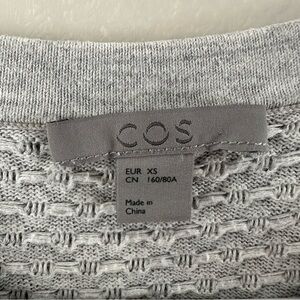 COS
EUR XS
CN 160/80A
Made in
China